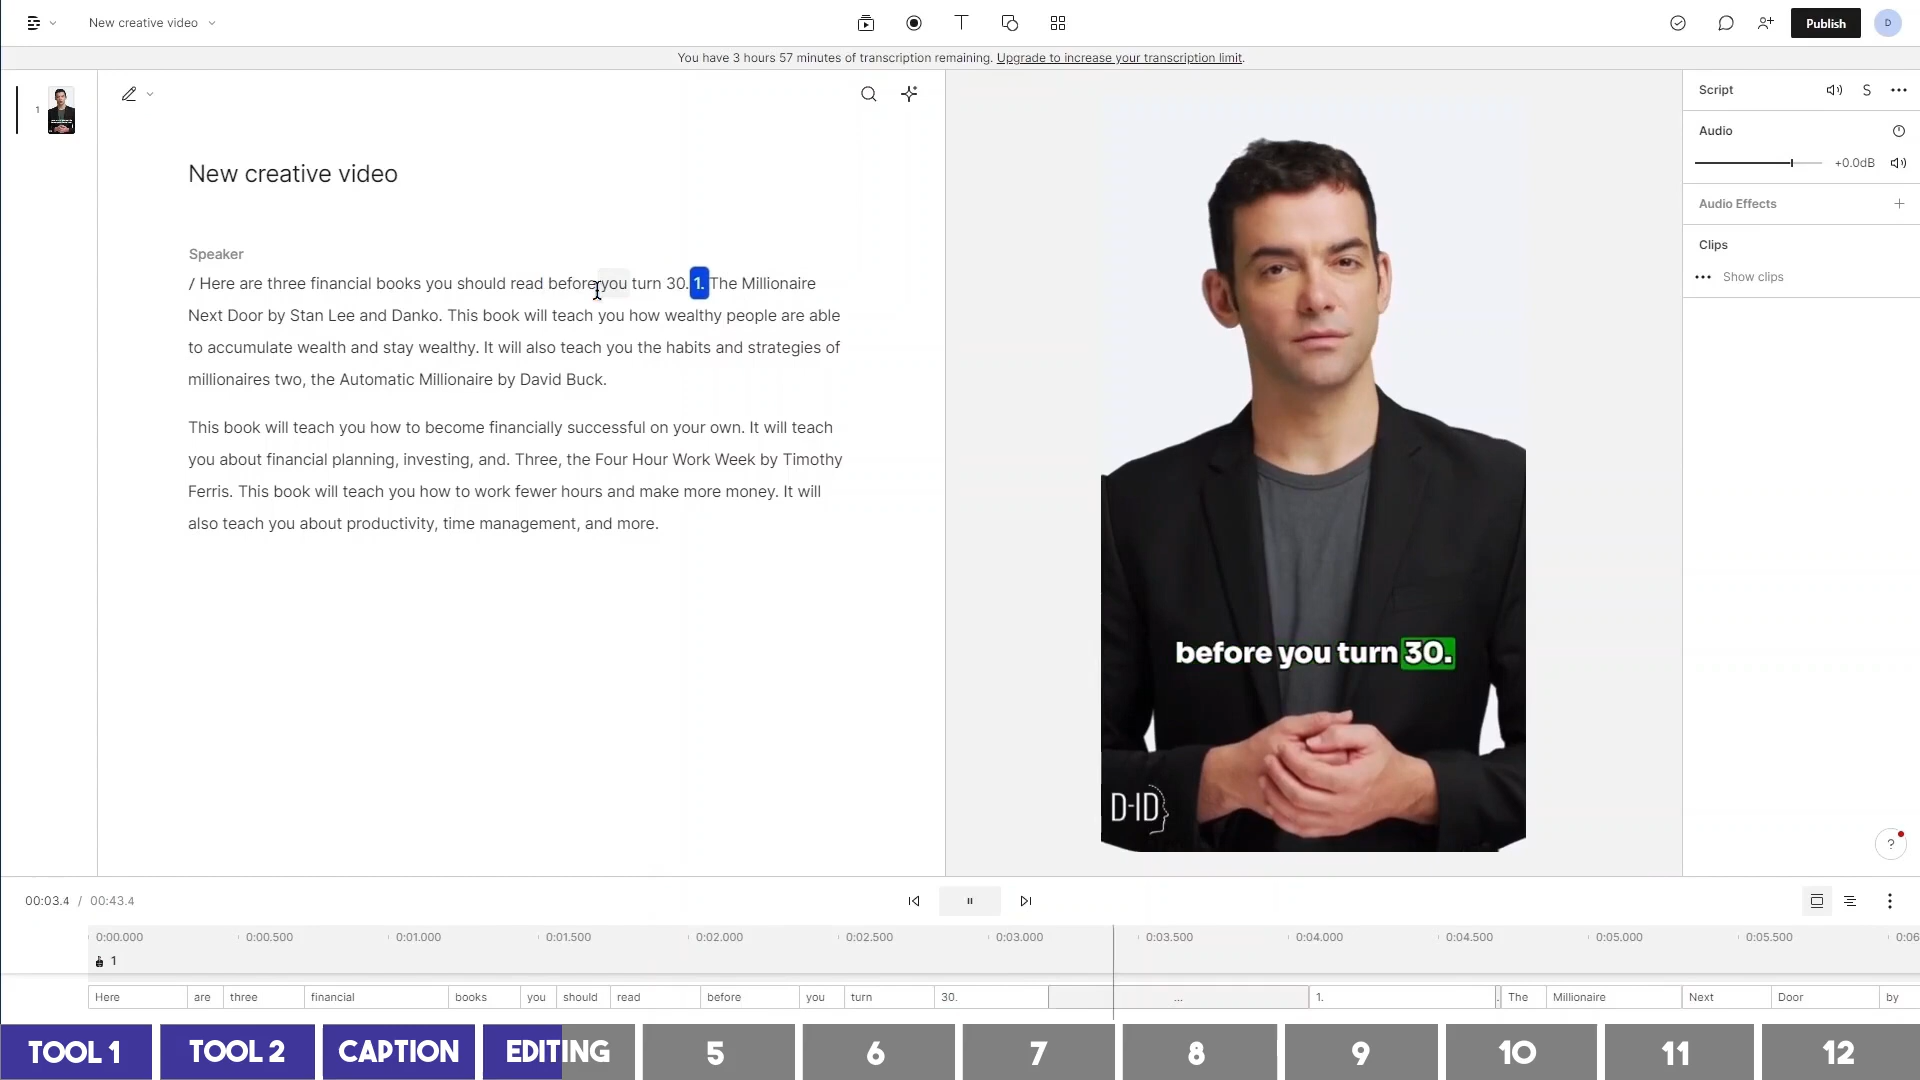 New creative video
Publish
D
You have 3 hours 57 minutes of transcription remaining. Upgrade to increase your transcription limit.
1
Script
S
Audio
+0.0dB
Audio Effects
Clips
Show clips
New creative video
Speaker
/ Here are three financial books you should read before you turn 30. 1. The Millionaire
Next Door by Stan Lee and Danko. This book will teach you how wealthy people are able
to accumulate wealth and stay wealthy. It will also teach you the habits and strategies of
millionaires two, the Automatic Millionaire by David Buck.
This book will teach you how to become financially successful on your own. It will teach
you about financial planning, investing, and. Three, the Four Hour Work Week by Timothy
Ferris. This book will teach you how to work fewer hours and make more money. It will
also teach you about productivity, time management, and more.
before you turn 30.
D-ID
?
00:03.4 / 00:43.4
0:00.000 0:00.500 0:01.000 0:01.500 0:02.000 0:02.500 0:03.000 0:03.500 0:04.000 0:04.500 0:05.000 0:05.500 0:06
1
Here are three financial books you should read before you turn 30. ... 1. . The Millionaire Next Door by
TOOL 1 TOOL 2 CAPTION EDITING 5 6 7 8 9 10 11 12